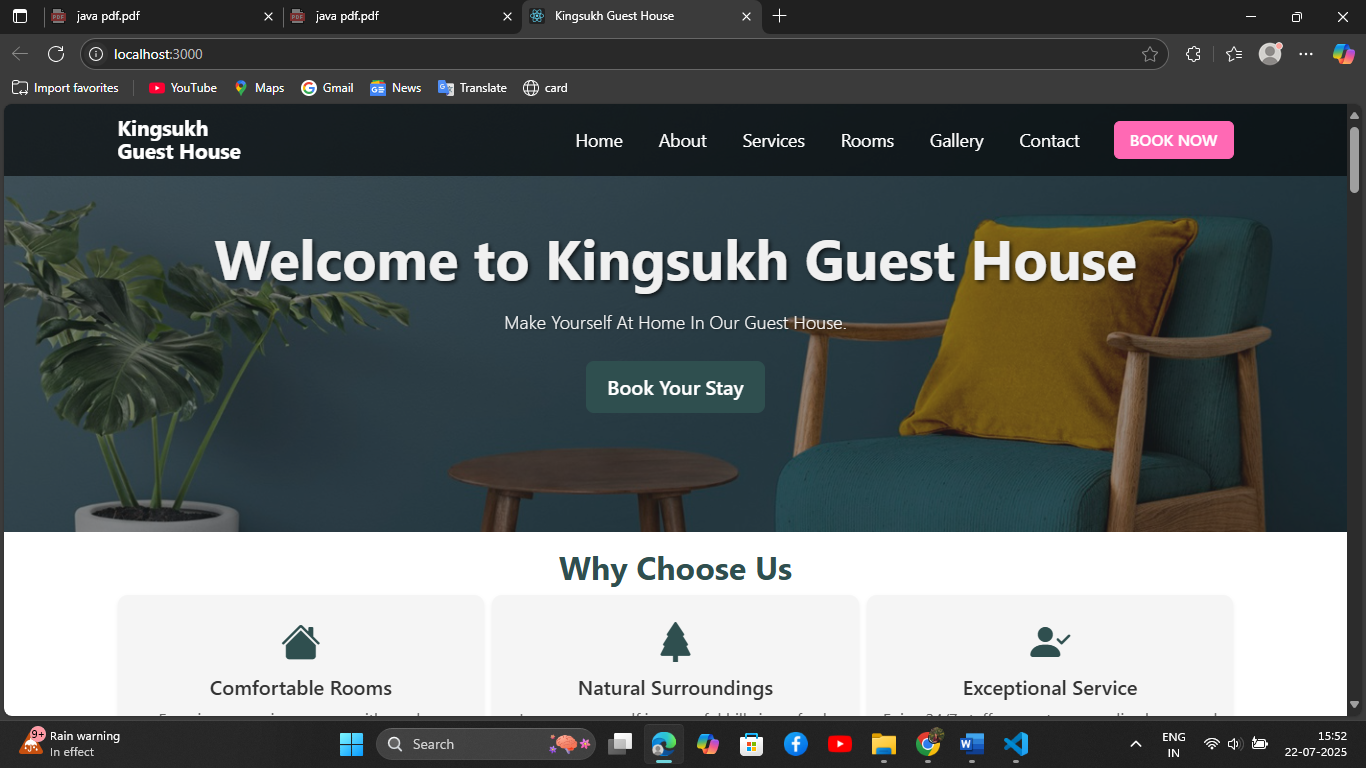 java pdf.pdf
java pdf.pdf
Kingsukh Guest House
localhost:3000
Import favorites
YouTube
Maps
Gmail
News
Translate
card
Kingsukh
Guest House
Home
About
Services
Rooms
Gallery
Contact
BOOK NOW
Welcome to Kingsukh Guest House
Make Yourself At Home In Our Guest House.
Book Your Stay
Why Choose Us
Comfortable Rooms
Natural Surroundings
Exceptional Service
9+
Rain warning
In effect
Search
ENG
IN
15:52
22-07-2025